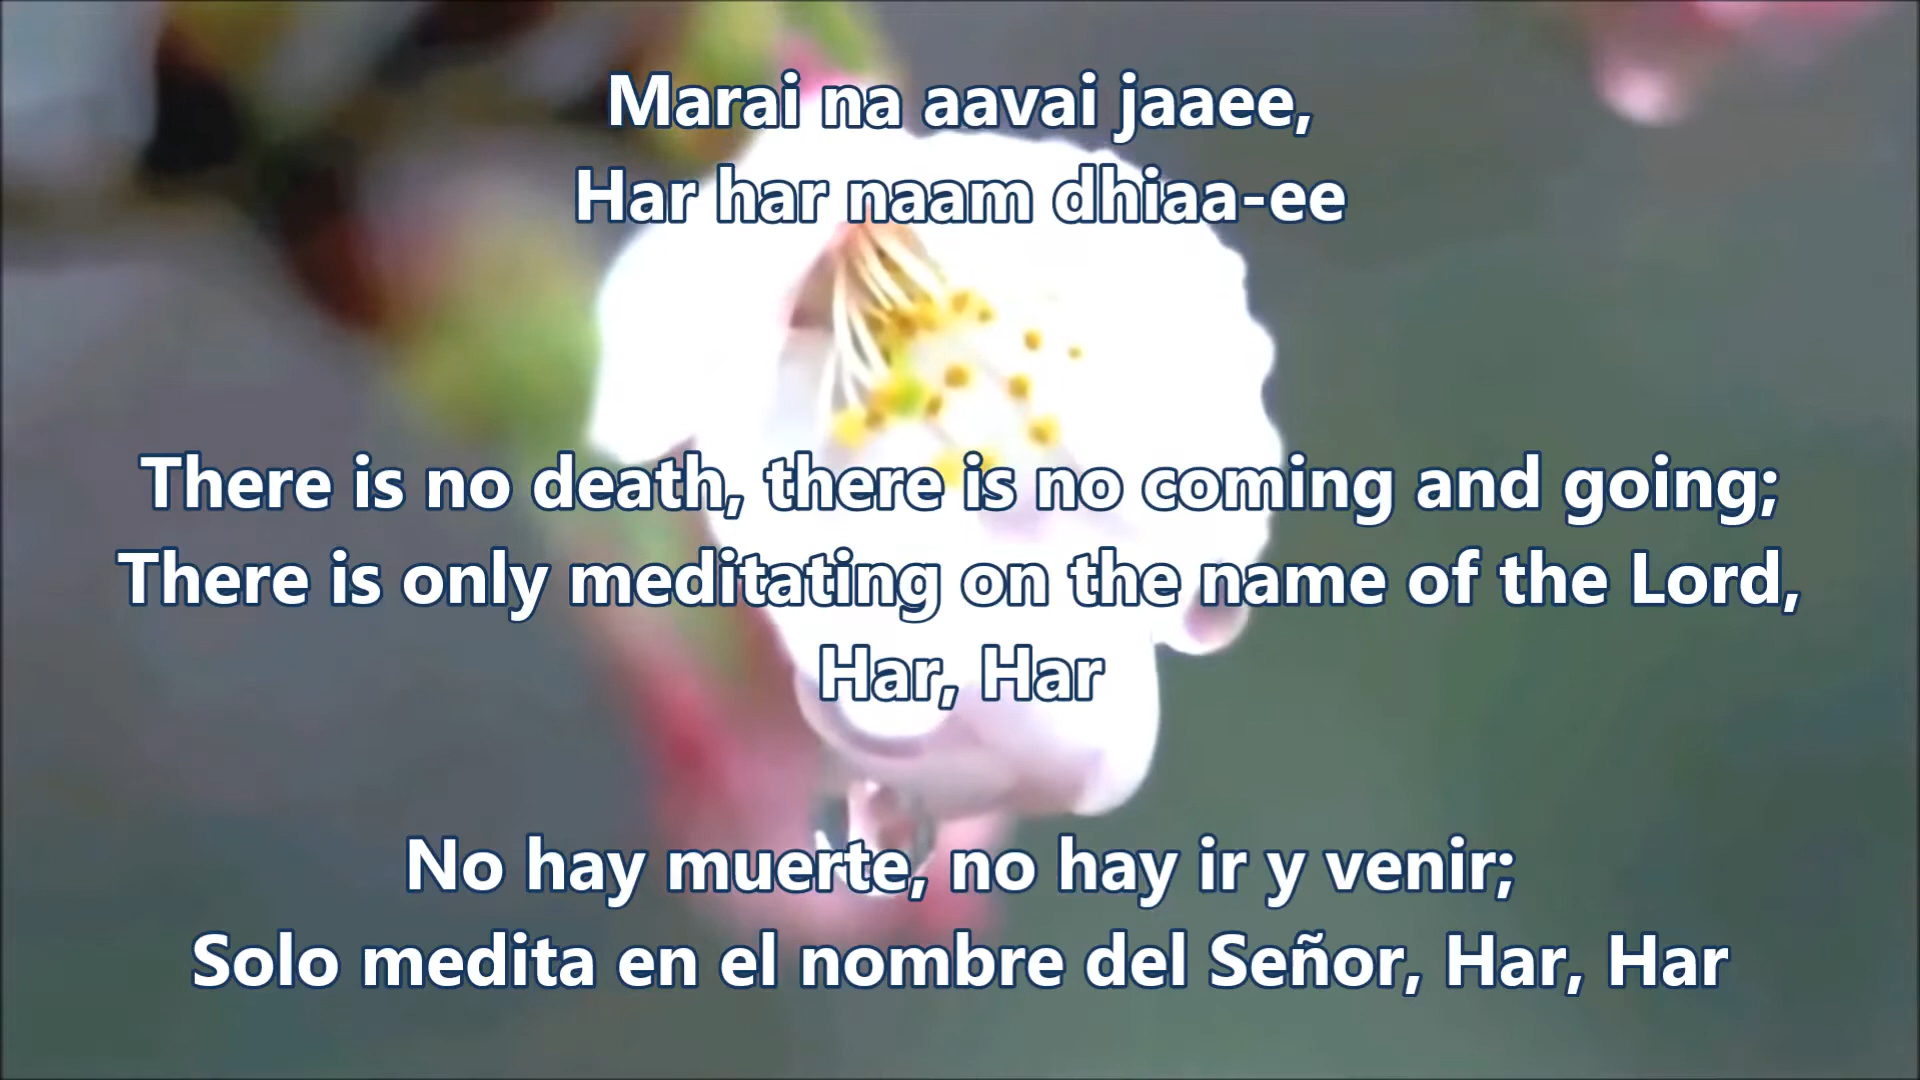 Marai na aavai jaaee,
Har har naam dhiaa-ee
There is no death, there is no coming and going;
There is only meditating on the name of the Lord,
Har, Har
No hay muerte, no hay ir y venir;
Solo medita en el nombre del Señor, Har, Har